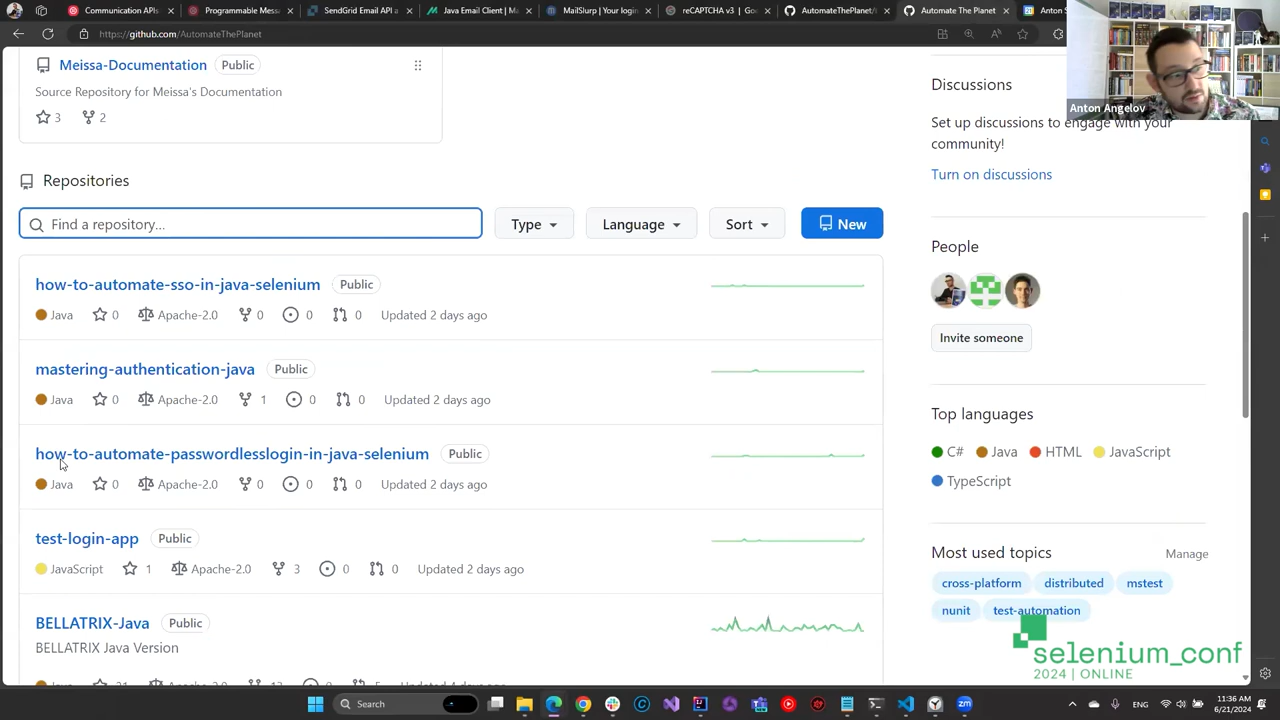 Communication APIs
Programmable Messa
SendGrid Email API a
Java Email Client | Ma
MailSlurp | Your login
reCAPTCHA v3 | Goo
AutomateThePlanet/
Automate The Planet
Anton
https://github.com/AutomateThePlanet
Anton Angelov
Meissa-Documentation Public
Source Repository for Meissa's Documentation
3 2
Repositories
Find a repository...
Type
Language
Sort
New
how-to-automate-sso-in-java-selenium Public
Java 0 Apache-2.0 0 0 0 Updated 2 days ago
mastering-authentication-java Public
Java 0 Apache-2.0 1 0 0 Updated 2 days ago
how-to-automate-passwordlesslogin-in-java-selenium Public
Java 0 Apache-2.0 0 0 0 Updated 2 days ago
test-login-app Public
JavaScript 1 Apache-2.0 3 0 0 Updated 2 days ago
BELLATRIX-Java Public
BELLATRIX Java Version
Discussions
Set up discussions to engage with your
community!
Turn on discussions
People
Invite someone
Top languages
C# Java HTML JavaScript
TypeScript
Most used topics Manage
cross-platform distributed mstest
nunit test-automation
selenium_conf
2024 | ONLINE
Search
ENG
11:36 AM
6/21/2024